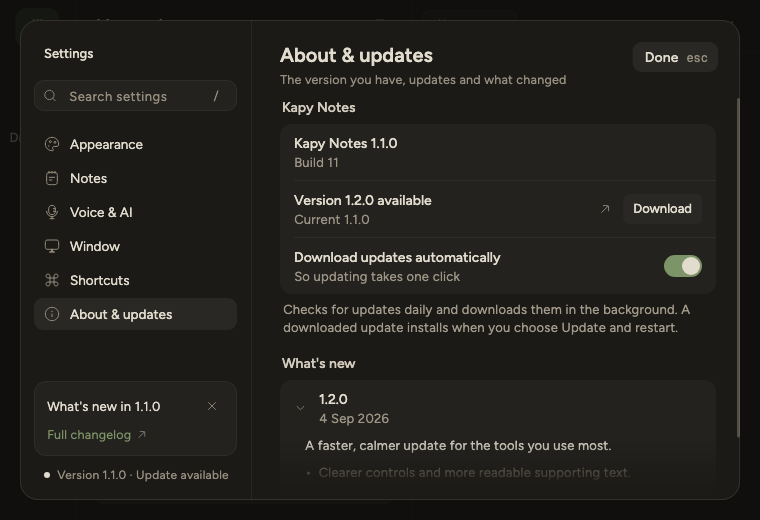 Settings
Search settings /
Appearance
Notes
Voice & AI
Window
Shortcuts
About & updates
What's new in 1.1.0
Full changelog
Version 1.1.0 · Update available
About & updates
The version you have, updates and what changed
Done esc
Kapy Notes
Kapy Notes 1.1.0
Build 11
Version 1.2.0 available
Current 1.1.0
Download
Download updates automatically
So updating takes one click
Checks for updates daily and downloads them in the background. A
downloaded update installs when you choose Update and restart.
What's new
1.2.0
4 Sep 2026
A faster, calmer update for the tools you use most.
• Clearer controls and more readable supporting text.